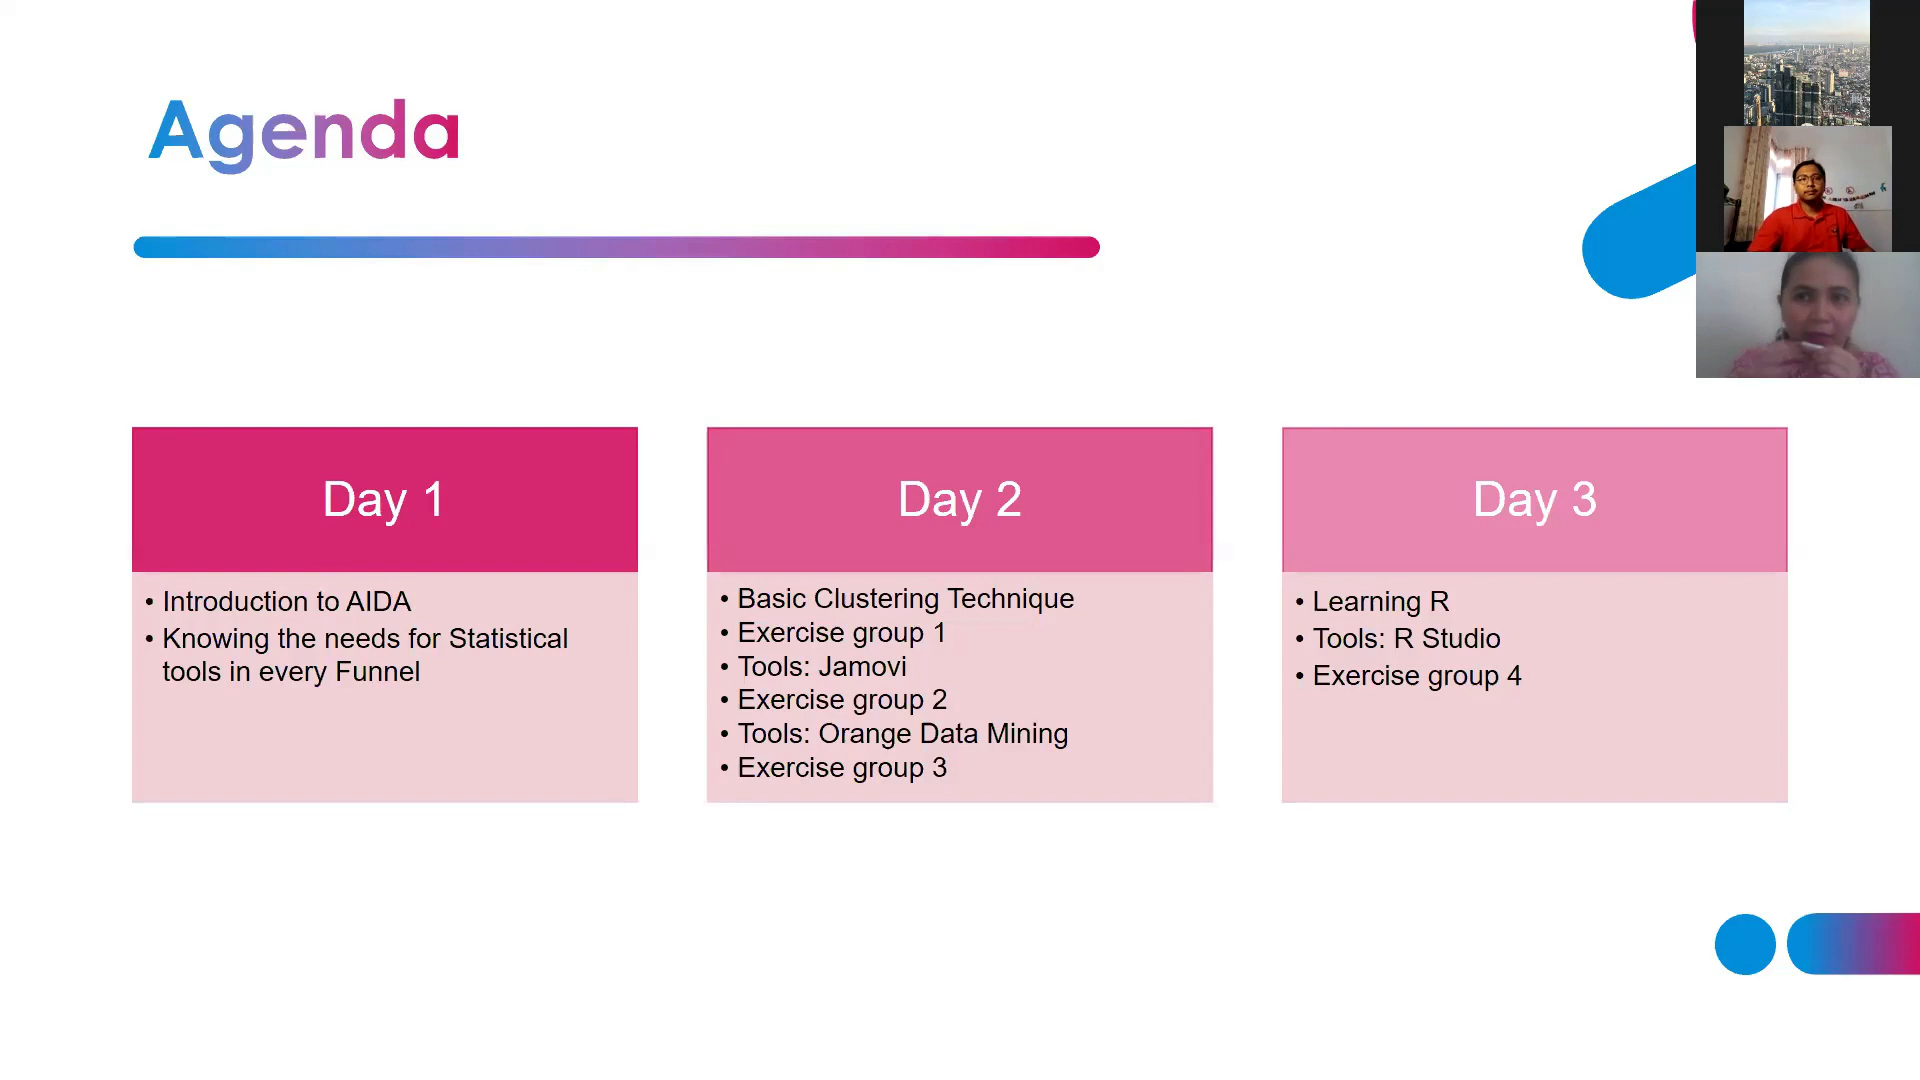 Agenda
Day 1
• Introduction to AIDA
• Knowing the needs for Statistical
tools in every Funnel
Day 2
• Basic Clustering Technique
• Exercise group 1
• Tools: Jamovi
• Exercise group 2
• Tools: Orange Data Mining
• Exercise group 3
Day 3
• Learning R
• Tools: R Studio
• Exercise group 4